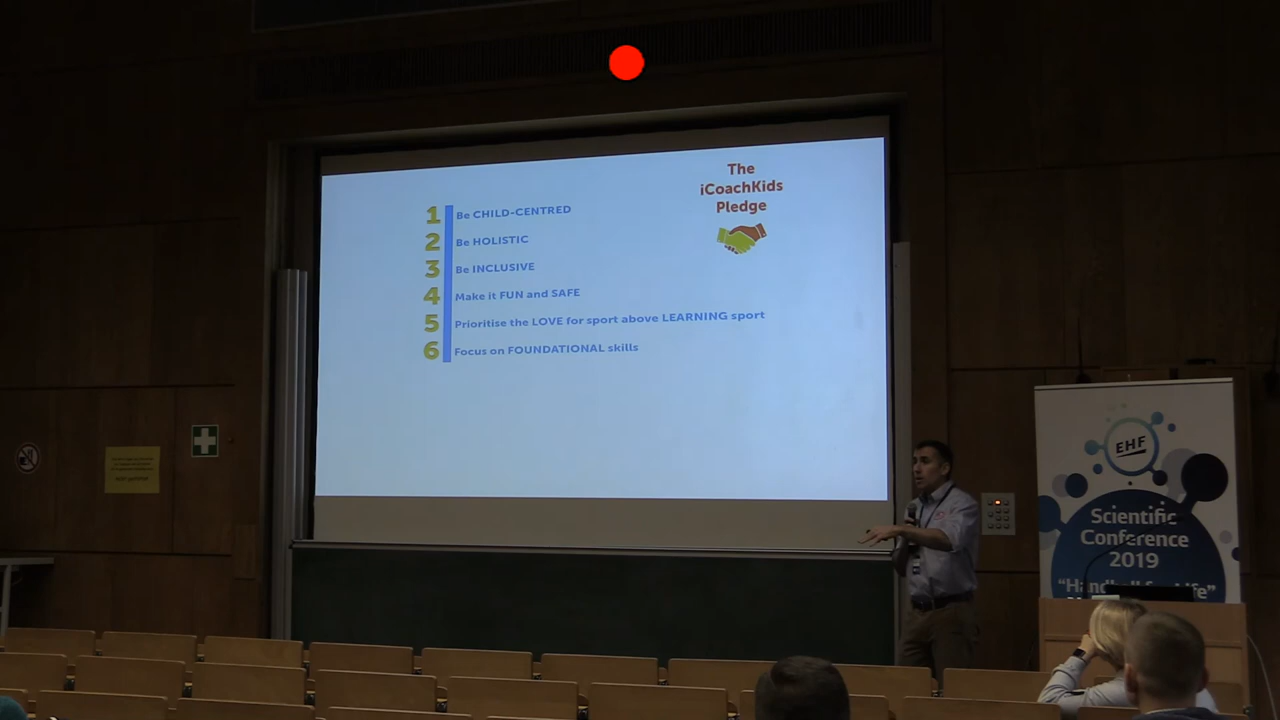 The
iCoachKids
Pledge
1 Be CHILD-CENTRED
2 Be HOLISTIC
3 Be INCLUSIVE
4 Make it FUN and SAFE
5 Prioritise the LOVE for sport above LEARNING sport
6 Focus on FOUNDATIONAL skills
EHF
Scientific
Conference
2019
"Handball for Life"